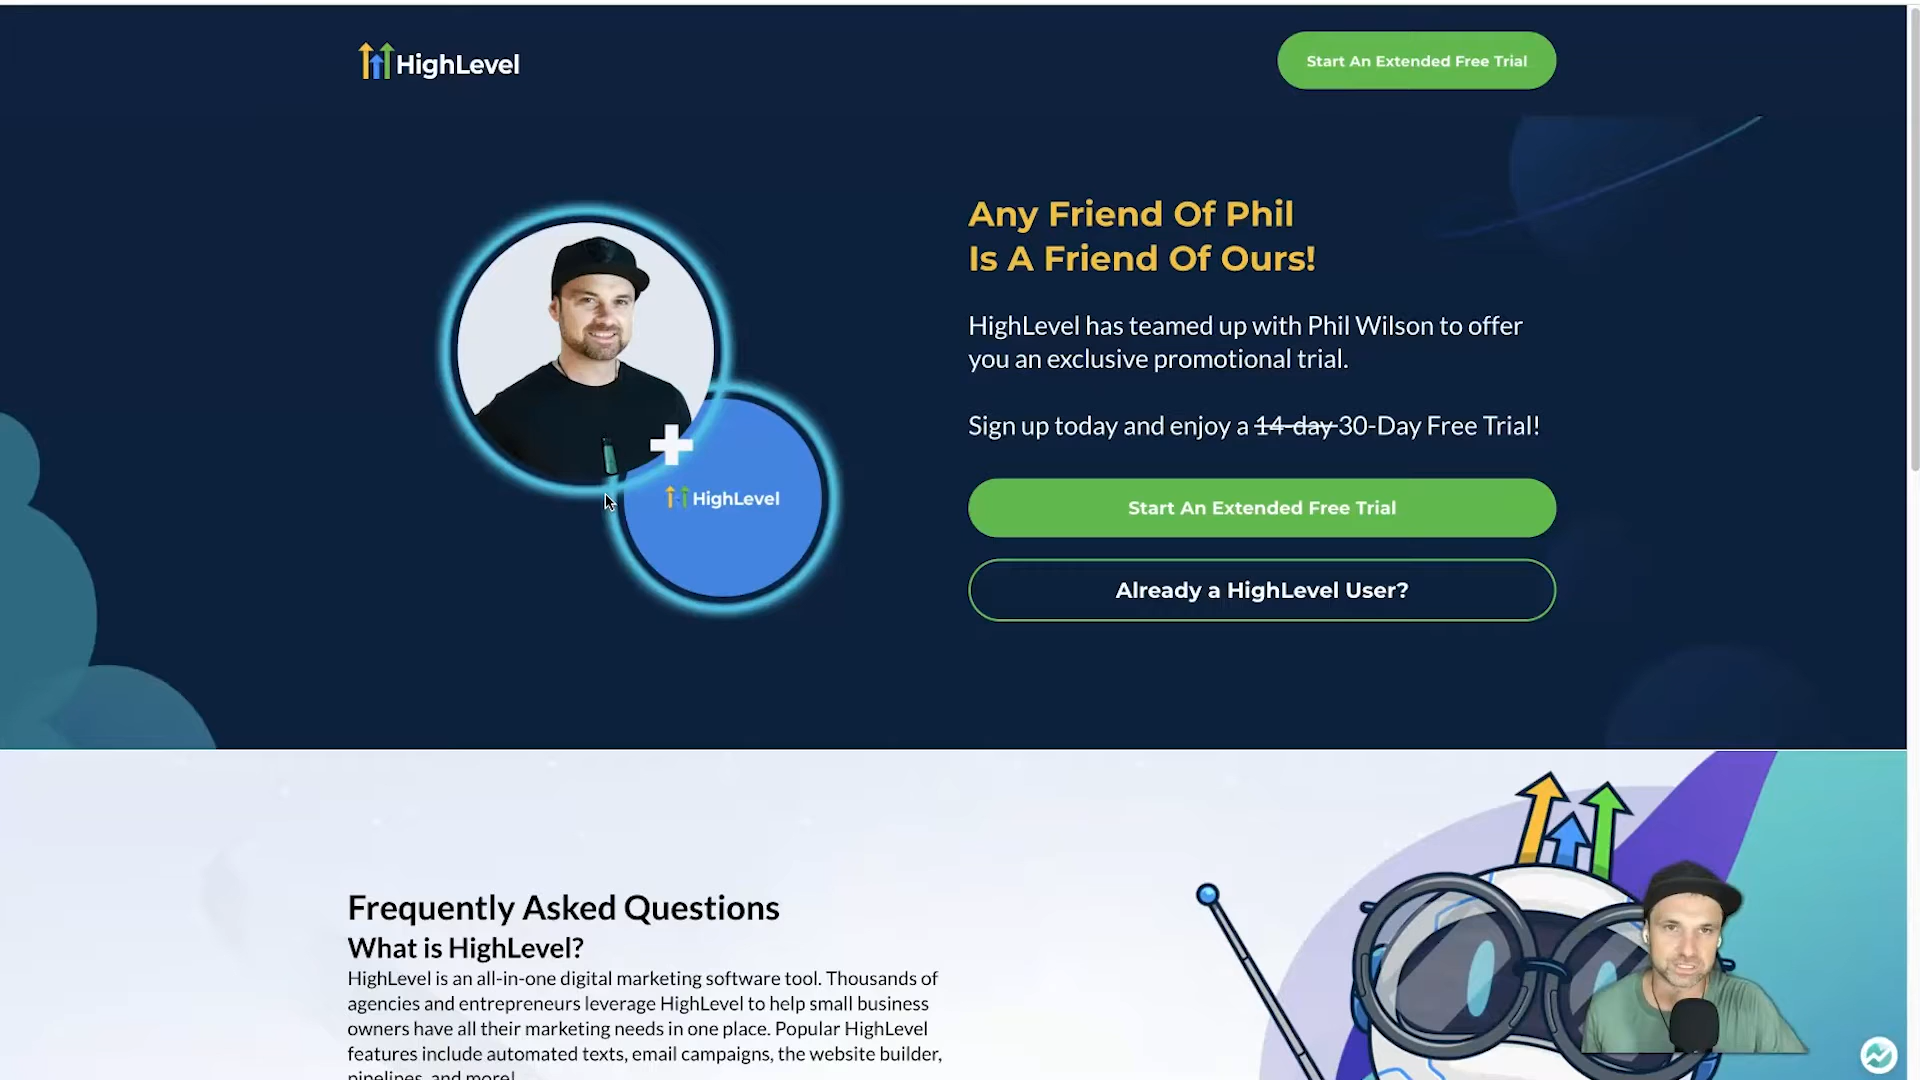 HighLevel
Start An Extended Free Trial
Any Friend Of Phil
Is A Friend Of Ours!
HighLevel has teamed up with Phil Wilson to offer
you an exclusive promotional trial.
Sign up today and enjoy a 14-day 30-Day Free Trial!
HighLevel
Start An Extended Free Trial
Already a HighLevel User?
Frequently Asked Questions
What is HighLevel?
HighLevel is an all-in-one digital marketing software tool. Thousands of
agencies and entrepreneurs leverage HighLevel to help small business
owners have all their marketing needs in one place. Popular HighLevel
features include automated texts, email campaigns, the website builder,
pipelines, and more!